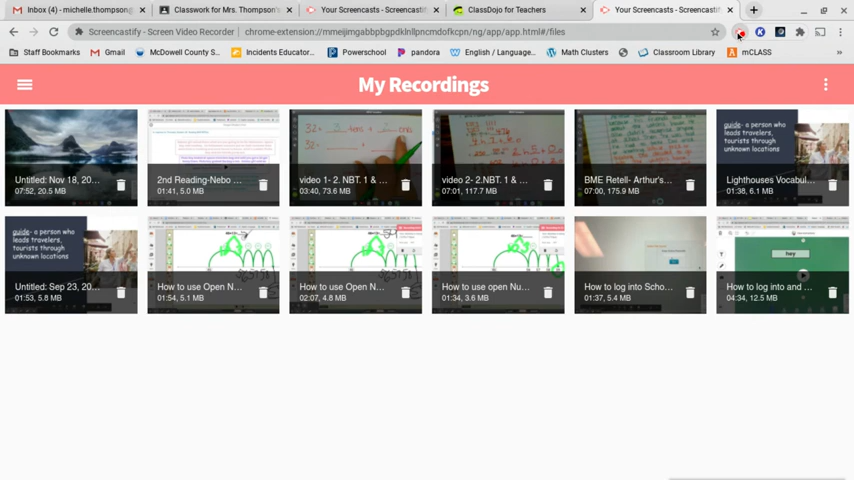 Inbox (4) - michelle.thompsong
Classwork for Mrs. Thompson's
Your Screencasts - Screencastif
ClassDojo for Teachers
Your Screencasts - Screencastif
Screencastify - Screen Video Recorder
chrome-extension://mmeijimgabbpbgpdklnllpncmdofkcpn/ng/app/app.html#/files
Staff Bookmarks
Gmail
McDowell County S...
Incidents Educator...
Powerschool
pandora
English / Language...
Math Clusters
Classroom Library
mCLASS
»
My Recordings
Untitled: Nov 18, 20...
07:52, 20.5 MB
2nd Reading-Nebo ...
01:41, 5.0 MB
32=
tens +
ones
32=
video 1- 2. NBT. 1 & ...
03:40, 73.6 MB
video 2- 2.NBT. 1 & ...
07:01, 117.7 MB
BME Retell- Arthur's...
07:00, 175.9 MB
guide- a person who
leads travelers,
tourists through
unknown locations
Lighthouses Vocabul...
01:38, 6.1 MB
guide- a person who
leads travelers,
tourists through
unknown locations
Untitled: Sep 23, 20...
01:53, 5.8 MB
How to use Open N...
01:54, 5.1 MB
How to use Open N...
02:07, 4.8 MB
How to use open Nu...
01:34, 3.6 MB
How to log into Scho...
01:37, 5.4 MB
hey
How to log into and ...
04:34, 12.5 MB